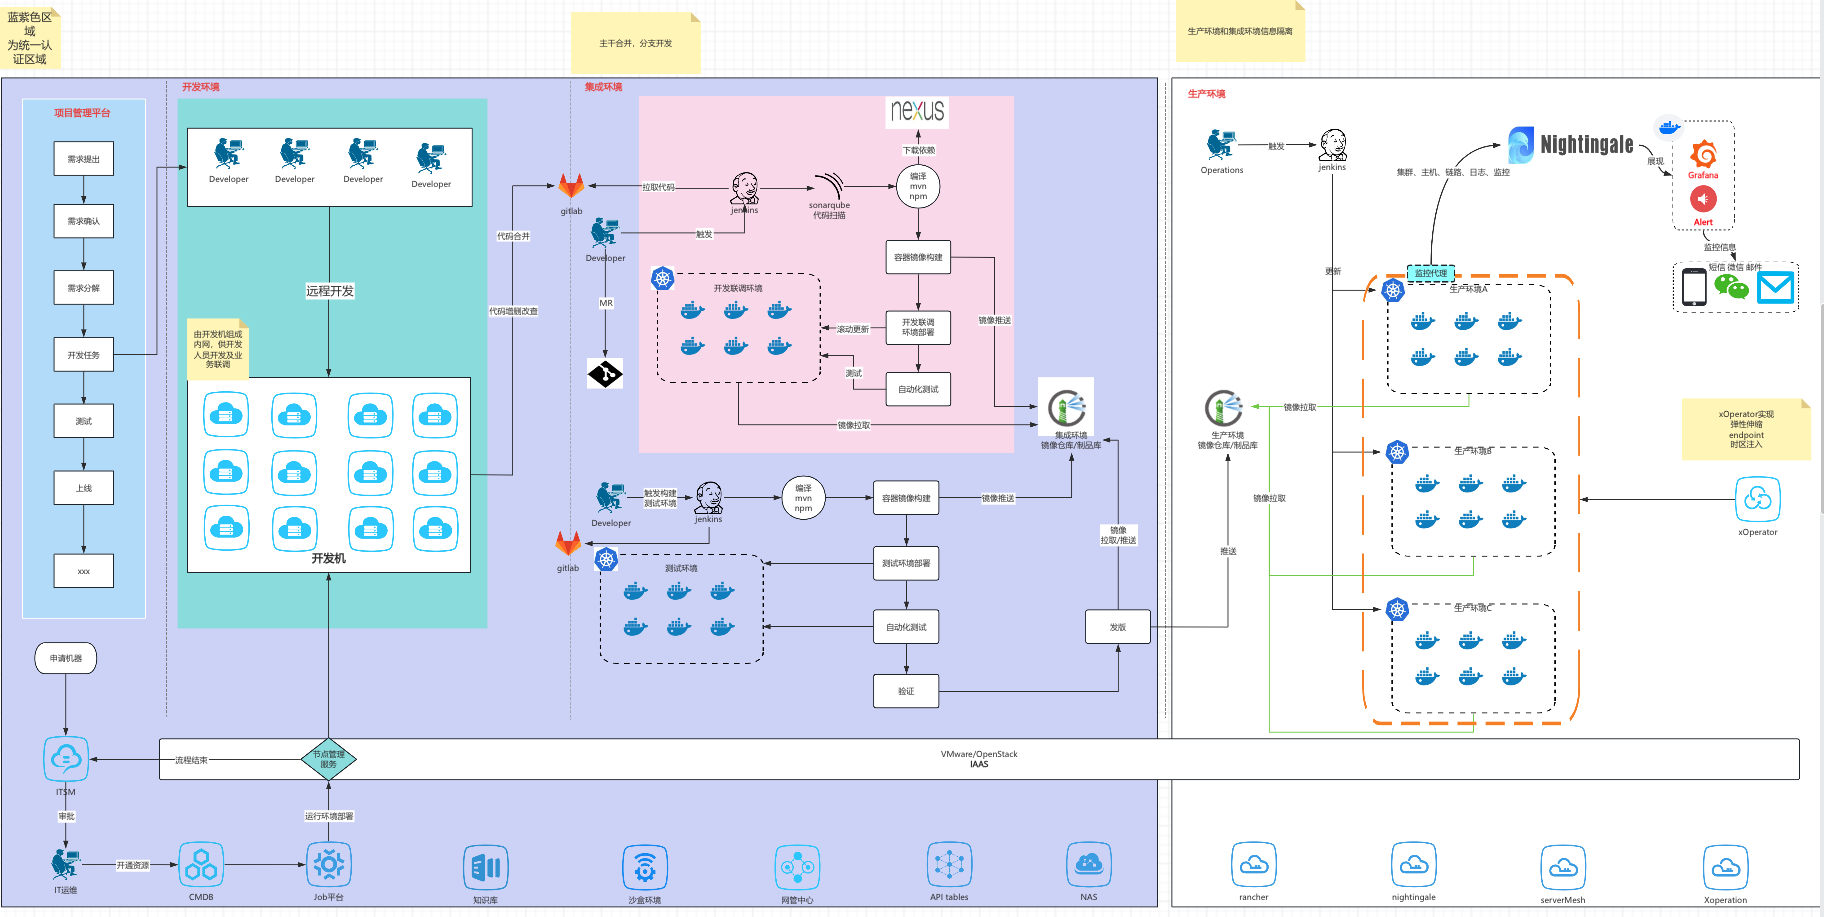 蓝紫色区
域
为统一认
证区域
主干合并，分支开发
生产环境和集成环境信息隔离
项目管理平台
需求提出
需求确认
需求分解
开发任务
测试
上线
xxx
申请机器
ITSM
审批
IT运维
开通资源
CMDB
Job平台
运行环境部署
节点管理
服务
流程结束
开发环境
Developer
Developer
Developer
Developer
远程开发
由开发机组成
内网，供开发
人员开发及业
务联调
开发机
代码合并
代码增删改查
集成环境
gitlab
拉取代码
jenkins
sonarqube
代码扫描
nexus
下载依赖
编译
mvn
npm
Developer
触发
MR
容器镜像构建
开发联调环境
滚动更新
开发联调
环境部署
测试
自动化测试
镜像推送
镜像拉取
集成环境
镜像仓库/制品库
Developer
触发构建
测试环境
jenkins
编译
mvn
npm
容器镜像构建
镜像推送
gitlab
测试环境
测试环境部署
自动化测试
验证
镜像
拉取/推送
发版
推送
生产环境
Operations
触发
jenkins
Nightingale
展现
Grafana
Alert
集群、主机、链路、日志、监控
监控信息
短信 微信 邮件
更新
监控代理
生产环境A
镜像拉取
生产环境
镜像仓库/制品库
生产环境B
镜像拉取
生产环境C
xOperator实现
弹性伸缩
endpoint
时区注入
xOperator
VMware/OpenStack
IAAS
知识库
沙盒环境
网管中心
API tables
NAS
rancher
nightingale
serverMesh
Xoperation